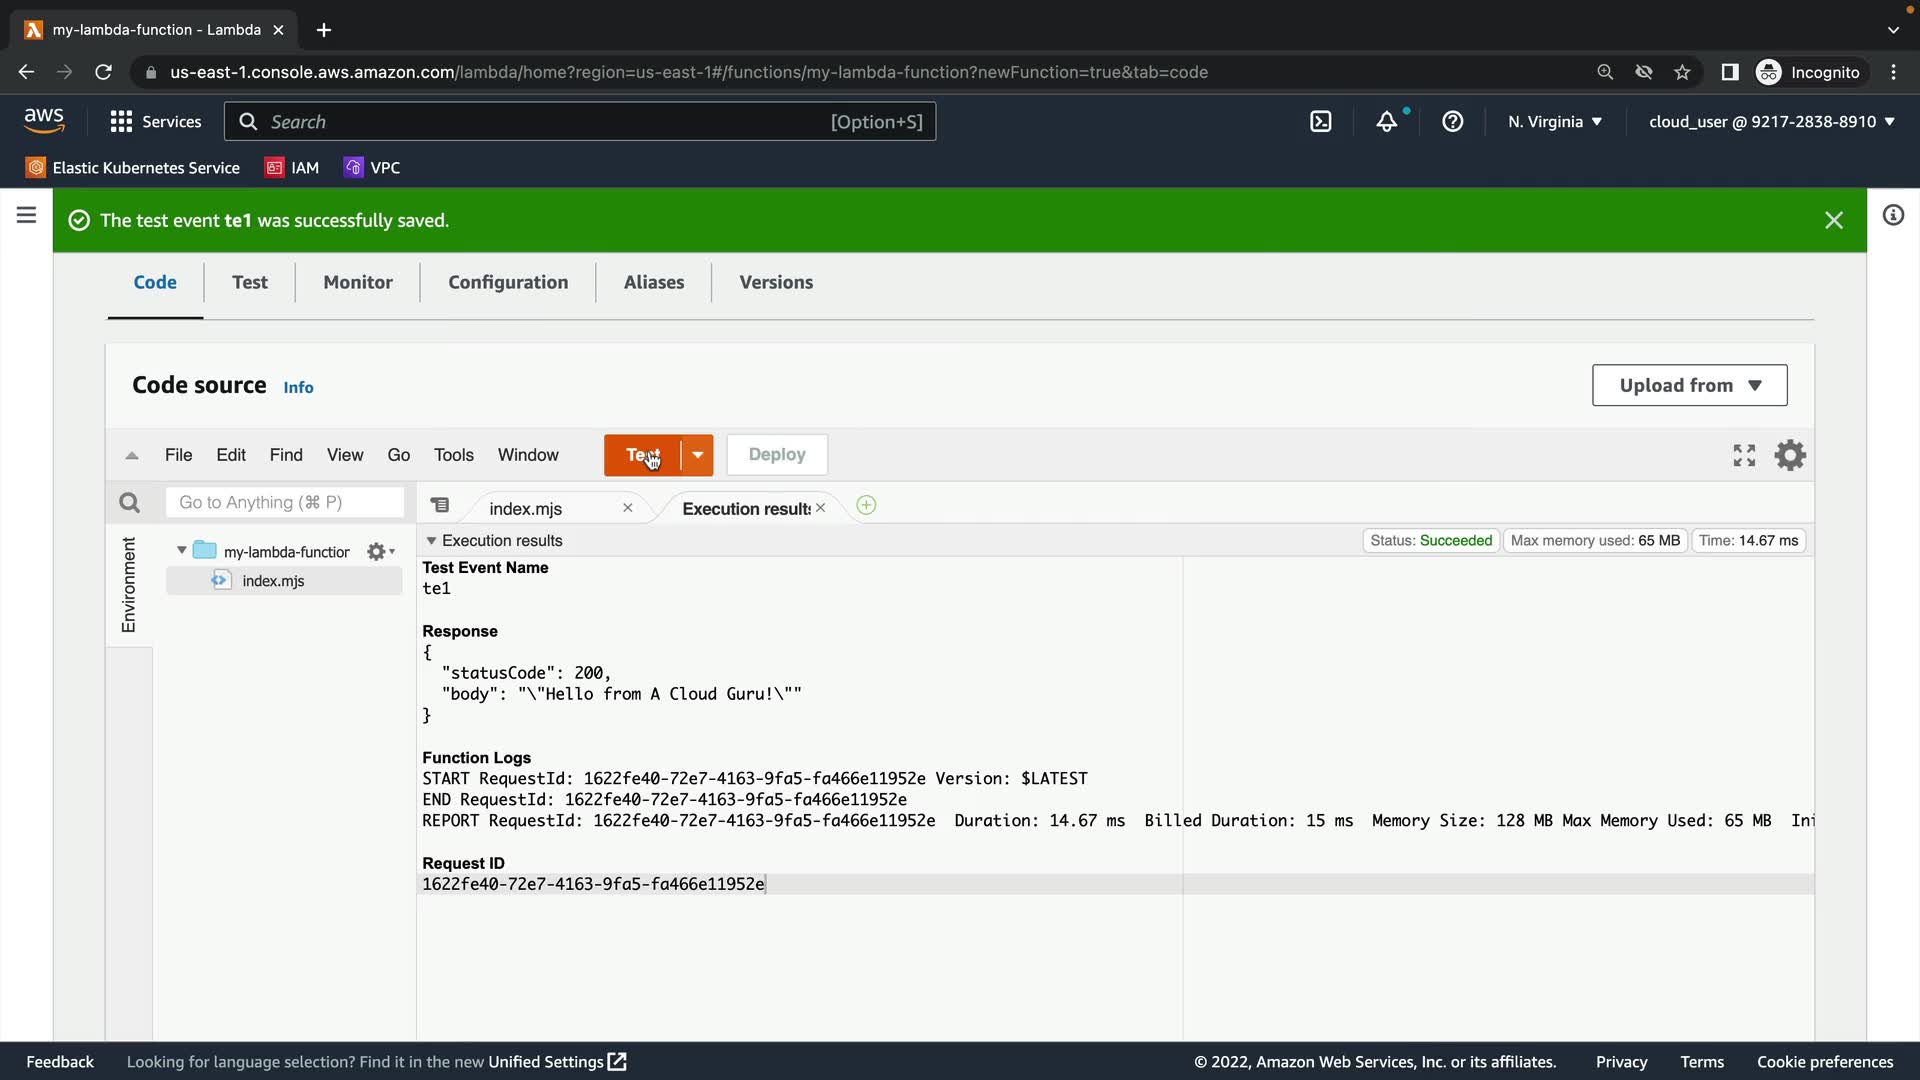 my-lambda-function - Lambda
us-east-1.console.aws.amazon.com/lambda/home?region=us-east-1#/functions/my-lambda-function?newFunction=true&tab=code
Incognito
aws
Services
Search
[Option+S]
N. Virginia
cloud_user @ 9217-2838-8910
Elastic Kubernetes Service
IAM
VPC
The test event te1 was successfully saved.
Code
Test
Monitor
Configuration
Aliases
Versions
Code source
Info
Upload from
File
Edit
Find
View
Go
Tools
Window
Test
Deploy
Go to Anything (⌘ P)
index.mjs
Execution results
Environment
my-lambda-function
index.mjs
Execution results
Status: Succeeded
Max memory used: 65 MB
Time: 14.67 ms
Test Event Name
te1
Response
{
"statusCode": 200,
"body": "\"Hello from A Cloud Guru!\""
}
Function Logs
START RequestId: 1622fe40-72e7-4163-9fa5-fa466e11952e Version: $LATEST
END RequestId: 1622fe40-72e7-4163-9fa5-fa466e11952e
REPORT RequestId: 1622fe40-72e7-4163-9fa5-fa466e11952e Duration: 14.67 ms Billed Duration: 15 ms Memory Size: 128 MB Max Memory Used: 65 MB
Request ID
1622fe40-72e7-4163-9fa5-fa466e11952e
Feedback
Looking for language selection? Find it in the new Unified Settings
© 2022, Amazon Web Services, Inc. or its affiliates.
Privacy
Terms
Cookie preferences